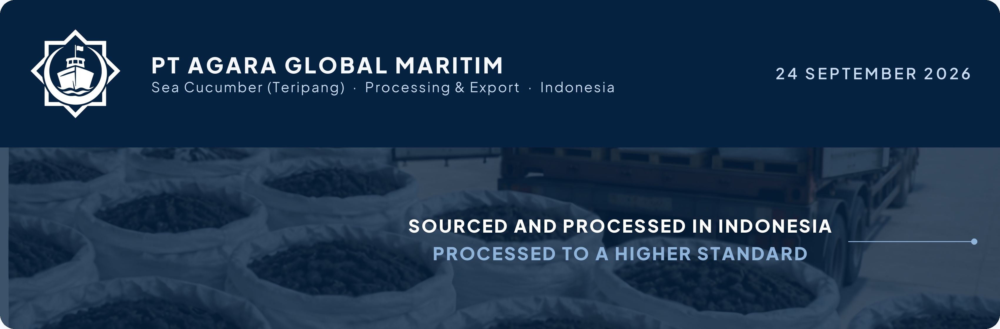 PT AGARA GLOBAL MARITIM
Sea Cucumber (Teripang) · Processing & Export · Indonesia
24 SEPTEMBER 2026
SOURCED AND PROCESSED IN INDONESIA
PROCESSED TO A HIGHER STANDARD